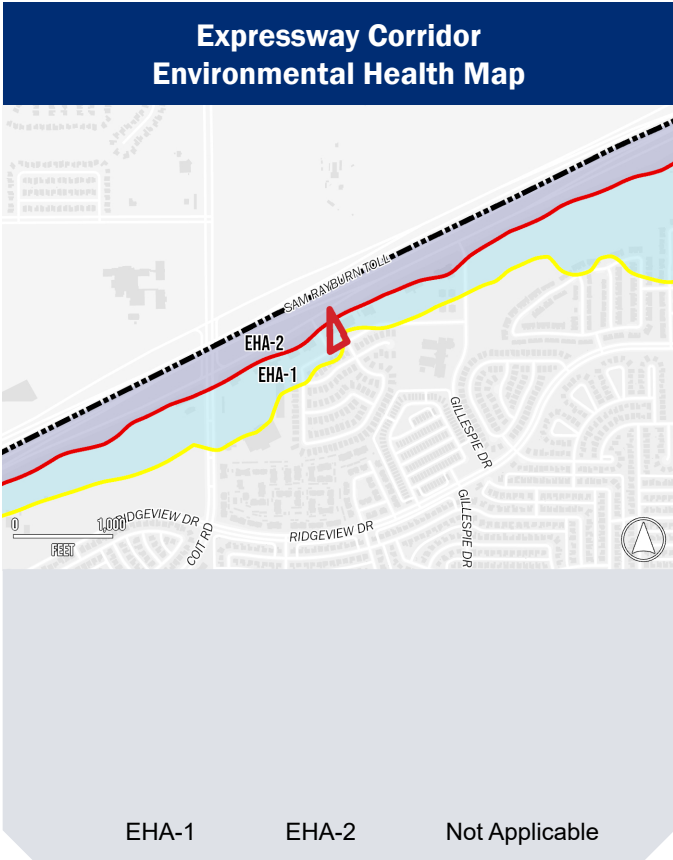 Expressway Corridor
Environmental Health Map
SAM RAYBURN TOLL
EHA-2
EHA-1
GILLESPIE DR
GILLESPIE DR
0 1,000
FEET
RIDGEVIEW DR
COIT RD
RIDGEVIEW DR
EHA-1 EHA-2 Not Applicable